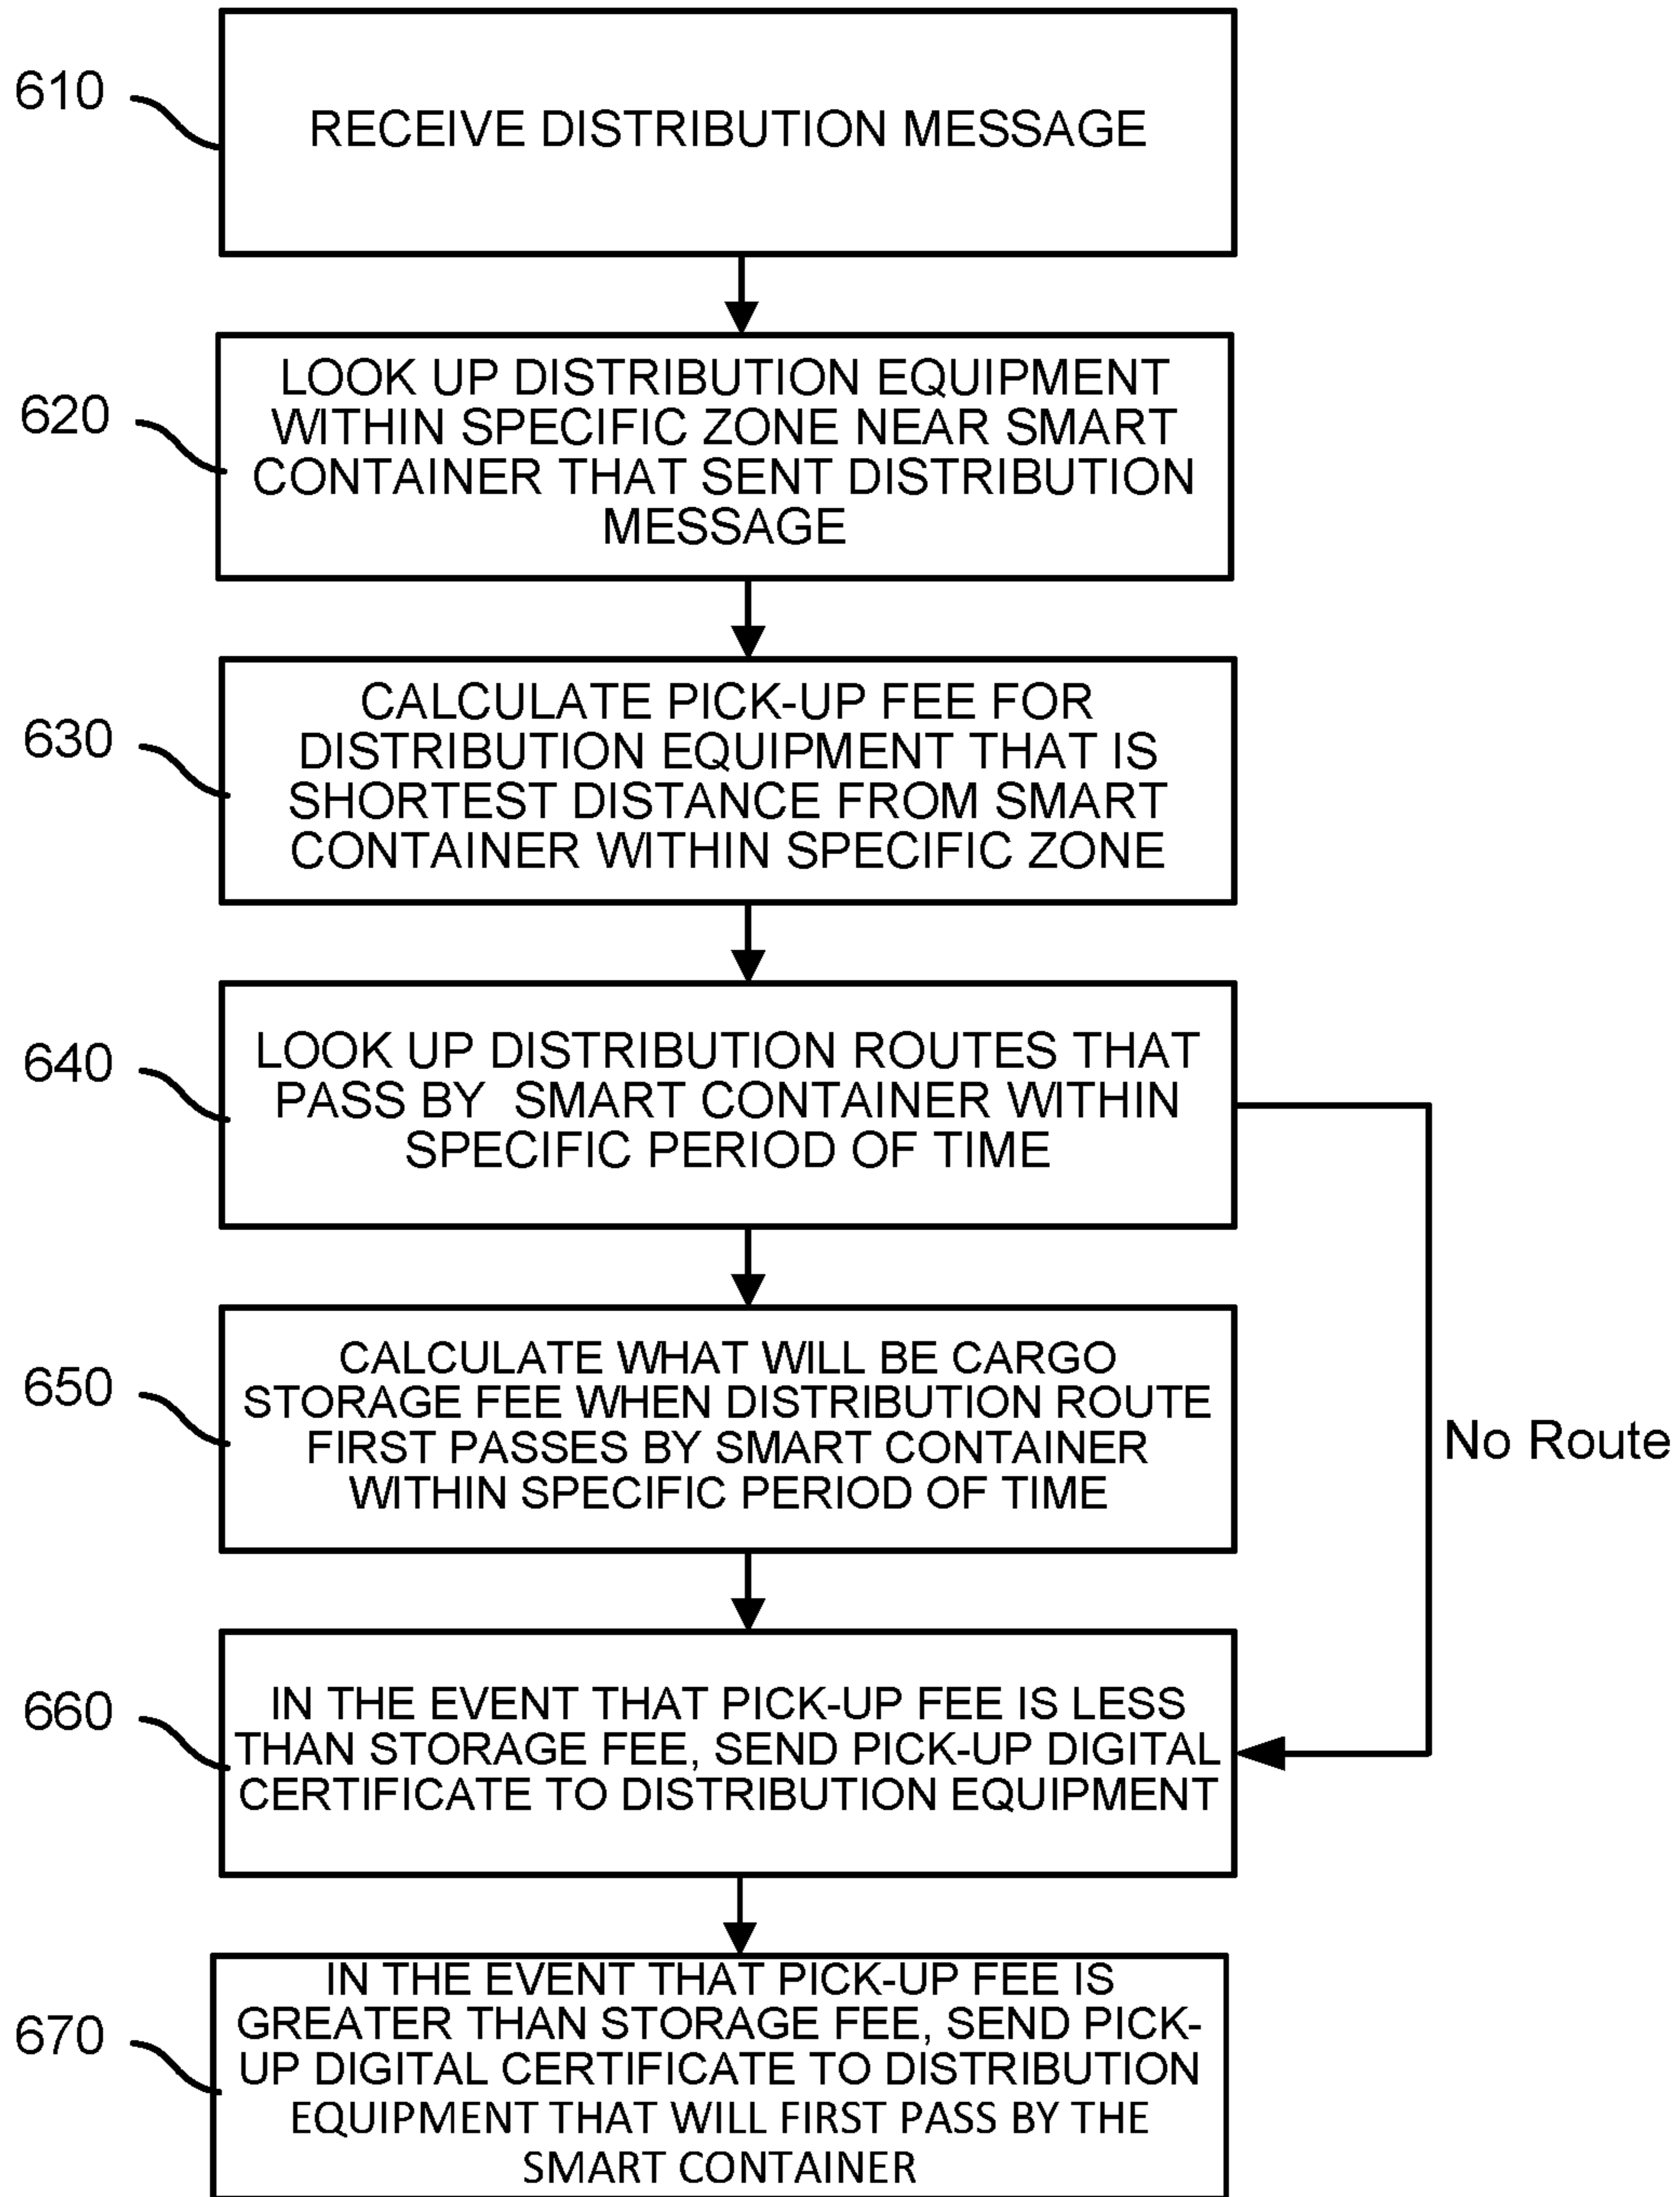 610
RECEIVE DISTRIBUTION MESSAGE
620
LOOK UP DISTRIBUTION EQUIPMENT
WITHIN SPECIFIC ZONE NEAR SMART
CONTAINER THAT SENT DISTRIBUTION
MESSAGE
630
CALCULATE PICK-UP FEE FOR
DISTRIBUTION EQUIPMENT THAT IS
SHORTEST DISTANCE FROM SMART
CONTAINER WITHIN SPECIFIC ZONE
640
LOOK UP DISTRIBUTION ROUTES THAT
PASS BY SMART CONTAINER WITHIN
SPECIFIC PERIOD OF TIME
650
CALCULATE WHAT WILL BE CARGO
STORAGE FEE WHEN DISTRIBUTION ROUTE
FIRST PASSES BY SMART CONTAINER
WITHIN SPECIFIC PERIOD OF TIME
No Route
660
IN THE EVENT THAT PICK-UP FEE IS LESS
THAN STORAGE FEE, SEND PICK-UP DIGITAL
CERTIFICATE TO DISTRIBUTION EQUIPMENT
670
IN THE EVENT THAT PICK-UP FEE IS
GREATER THAN STORAGE FEE, SEND PICK-
UP DIGITAL CERTIFICATE TO DISTRIBUTION
EQUIPMENT THAT WILL FIRST PASS BY THE
SMART CONTAINER